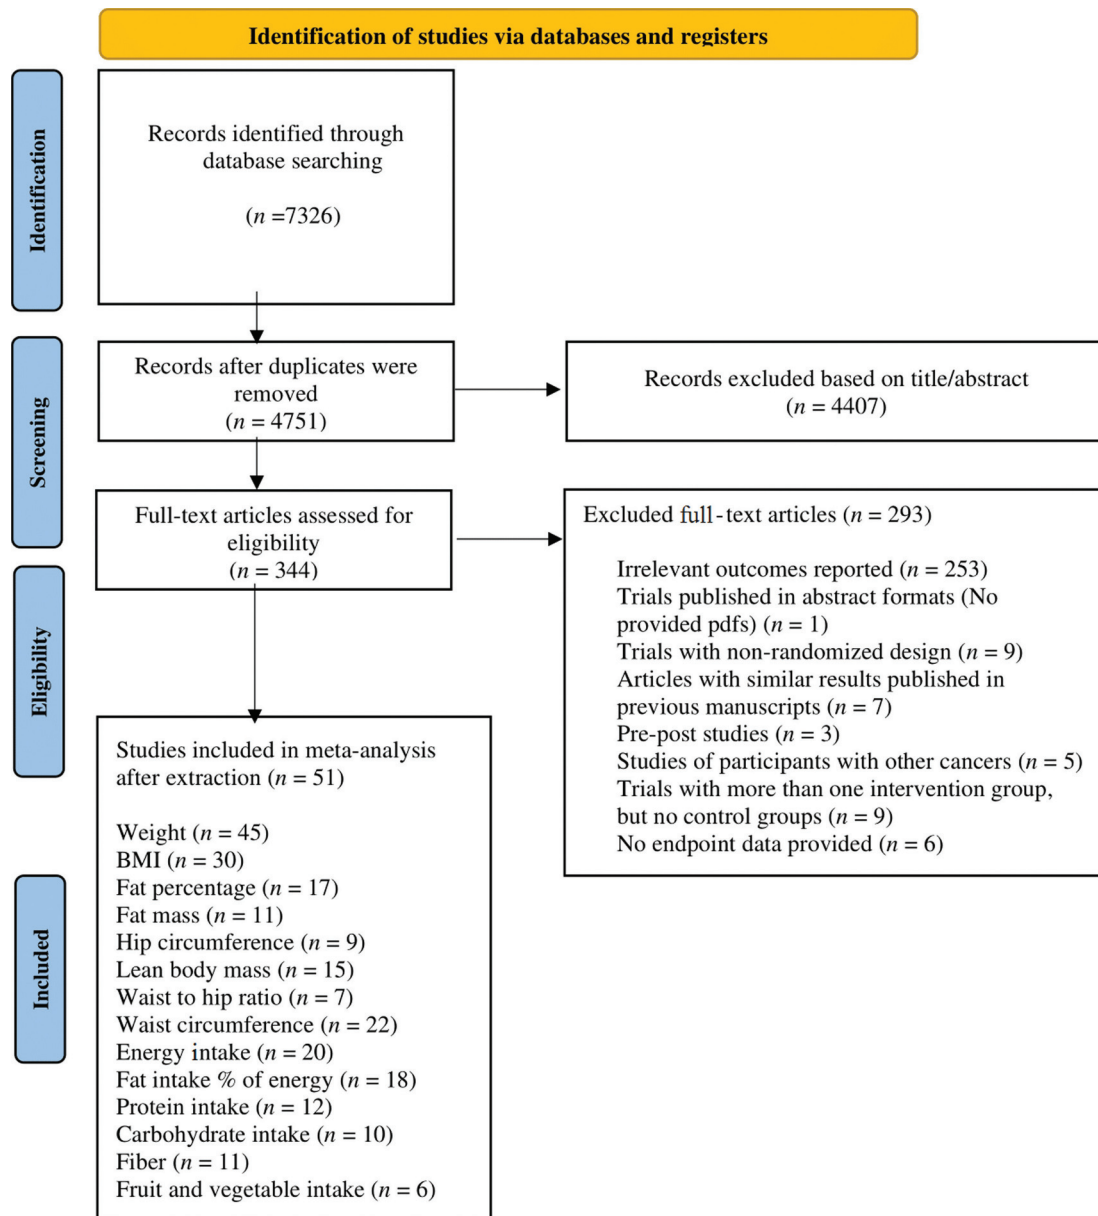 Identification of studies via databases and registers
Identification
Records identified through
database searching
(n =7326)
Screening
Records after duplicates were
removed
(n = 4751)
Records excluded based on title/abstract
(n = 4407)
Full-text articles assessed for
eligibility
(n = 344)
Excluded full-text articles (n = 293)
Irrelevant outcomes reported (n = 253)
Trials published in abstract formats (No
provided pdfs) (n = 1)
Trials with non-randomized design (n = 9)
Articles with similar results published in
previous manuscripts (n = 7)
Pre-post studies (n = 3)
Studies of participants with other cancers (n = 5)
Trials with more than one intervention group,
but no control groups (n = 9)
No endpoint data provided (n = 6)
Eligibility
Included
Studies included in meta-analysis
after extraction (n = 51)
Weight (n = 45)
BMI (n = 30)
Fat percentage (n = 17)
Fat mass (n = 11)
Hip circumference (n = 9)
Lean body mass (n = 15)
Waist to hip ratio (n = 7)
Waist circumference (n = 22)
Energy intake (n = 20)
Fat intake % of energy (n = 18)
Protein intake (n = 12)
Carbohydrate intake (n = 10)
Fiber (n = 11)
Fruit and vegetable intake (n = 6)